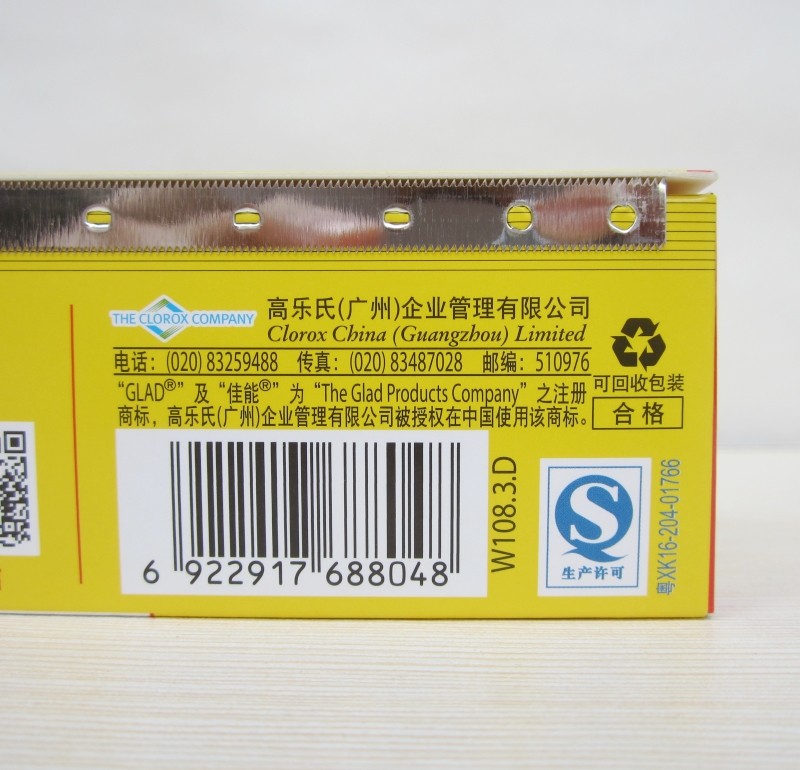 THE CLOROX COMPANY
高乐氏(广州)企业管理有限公司
Clorox China (Guangzhou) Limited
电话：(020) 83259488 传真：(020) 83487028 邮编：510976
“GLAD®” 及 “佳能®” 为 “The Glad Products Company” 之注册
商标，高乐氏(广州)企业管理有限公司被授权在中国使用该商标。
可回收包装
合格
6 922917 688048
W108.3.D
生产许可
粤XK16-204-01766